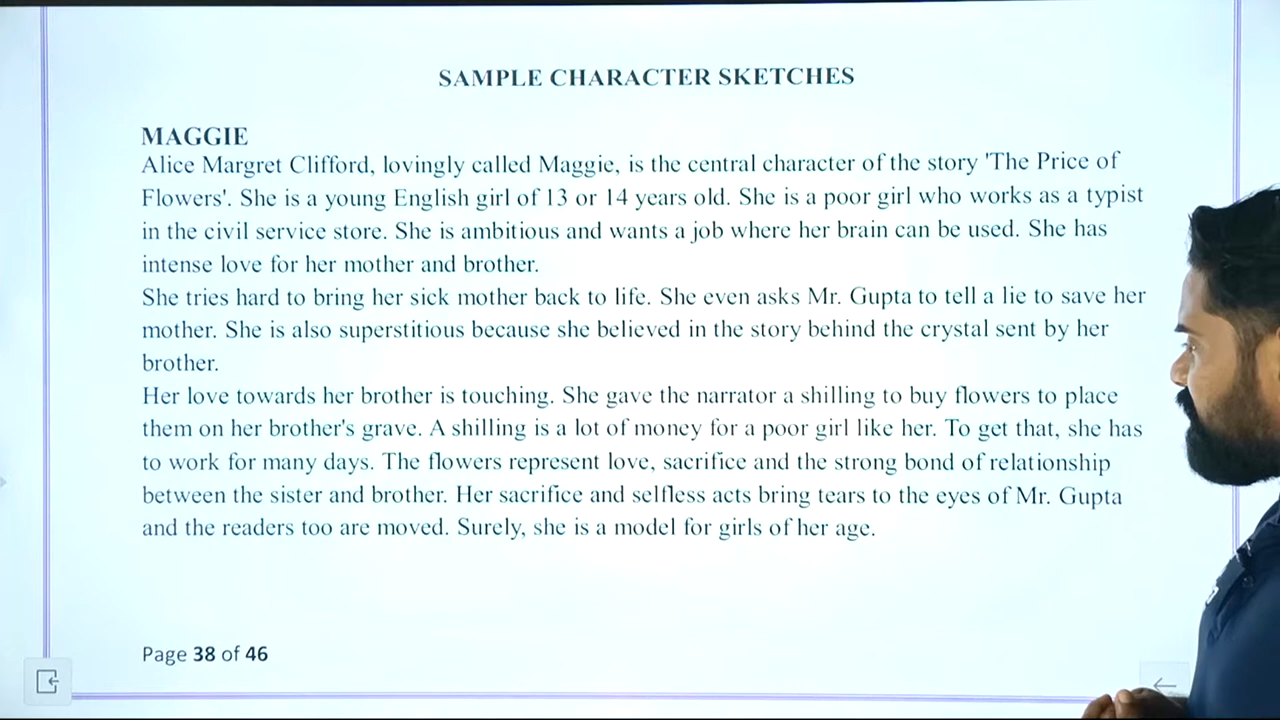 SAMPLE CHARACTER SKETCHES
MAGGIE
Alice Margret Clifford, lovingly called Maggie, is the central character of the story 'The Price of
Flowers'. She is a young English girl of 13 or 14 years old. She is a poor girl who works as a typist
in the civil service store. She is ambitious and wants a job where her brain can be used. She has
intense love for her mother and brother.
She tries hard to bring her sick mother back to life. She even asks Mr. Gupta to tell a lie to save her
mother. She is also superstitious because she believed in the story behind the crystal sent by her
brother.
Her love towards her brother is touching. She gave the narrator a shilling to buy flowers to place
them on her brother's grave. A shilling is a lot of money for a poor girl like her. To get that, she has
to work for many days. The flowers represent love, sacrifice and the strong bond of relationship
between the sister and brother. Her sacrifice and selfless acts bring tears to the eyes of Mr. Gupta
and the readers too are moved. Surely, she is a model for girls of her age.
Page 38 of 46